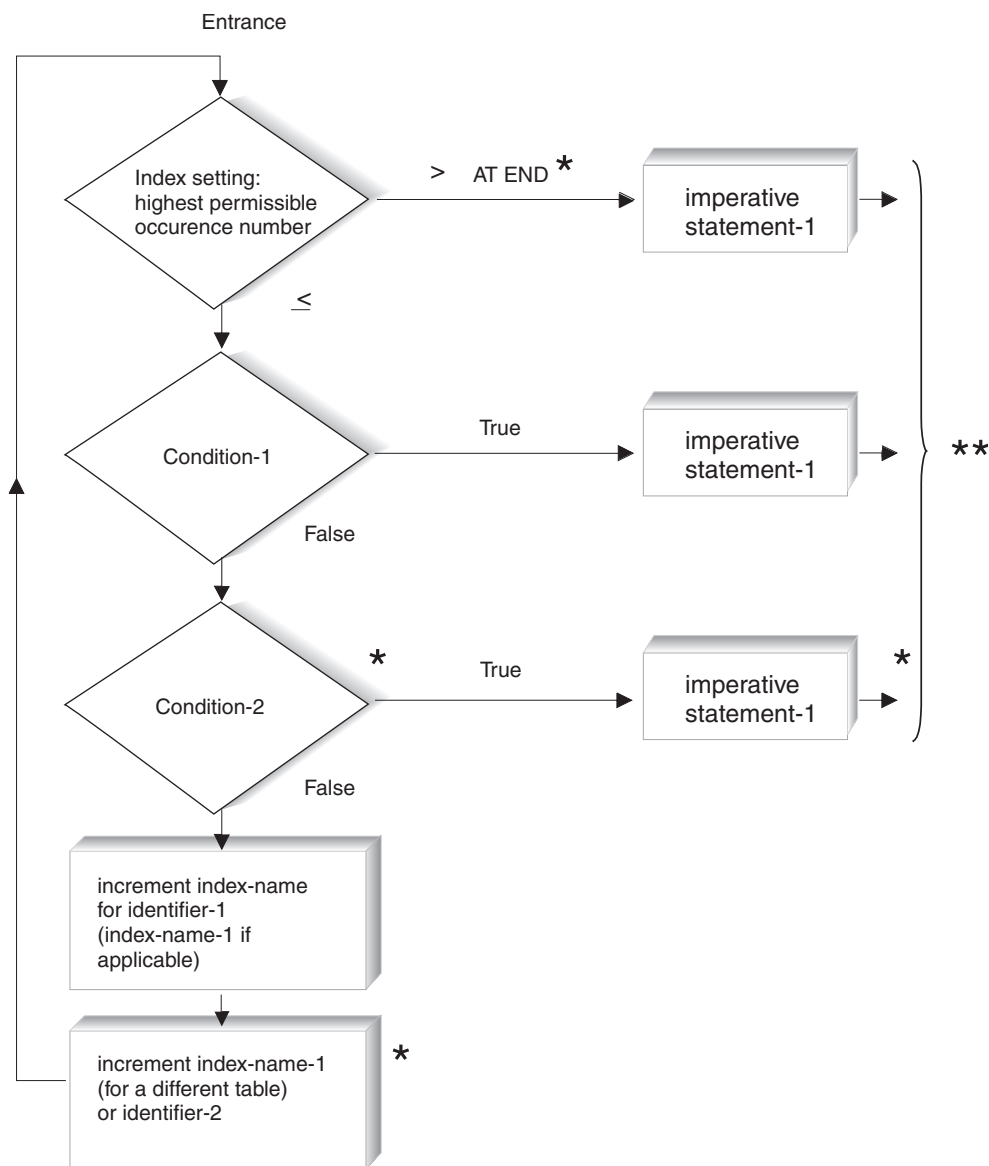 Entrance
Index setting:
highest permissible
occurence number
> AT END *
imperative
statement-1
≤
Condition-1
True
imperative
statement-1
**
False
Condition-2
*
True
imperative
statement-1
*
False
increment index-name
for identifier-1
(index-name-1 if
applicable)
increment index-name-1
(for a different table)
or identifier-2
*